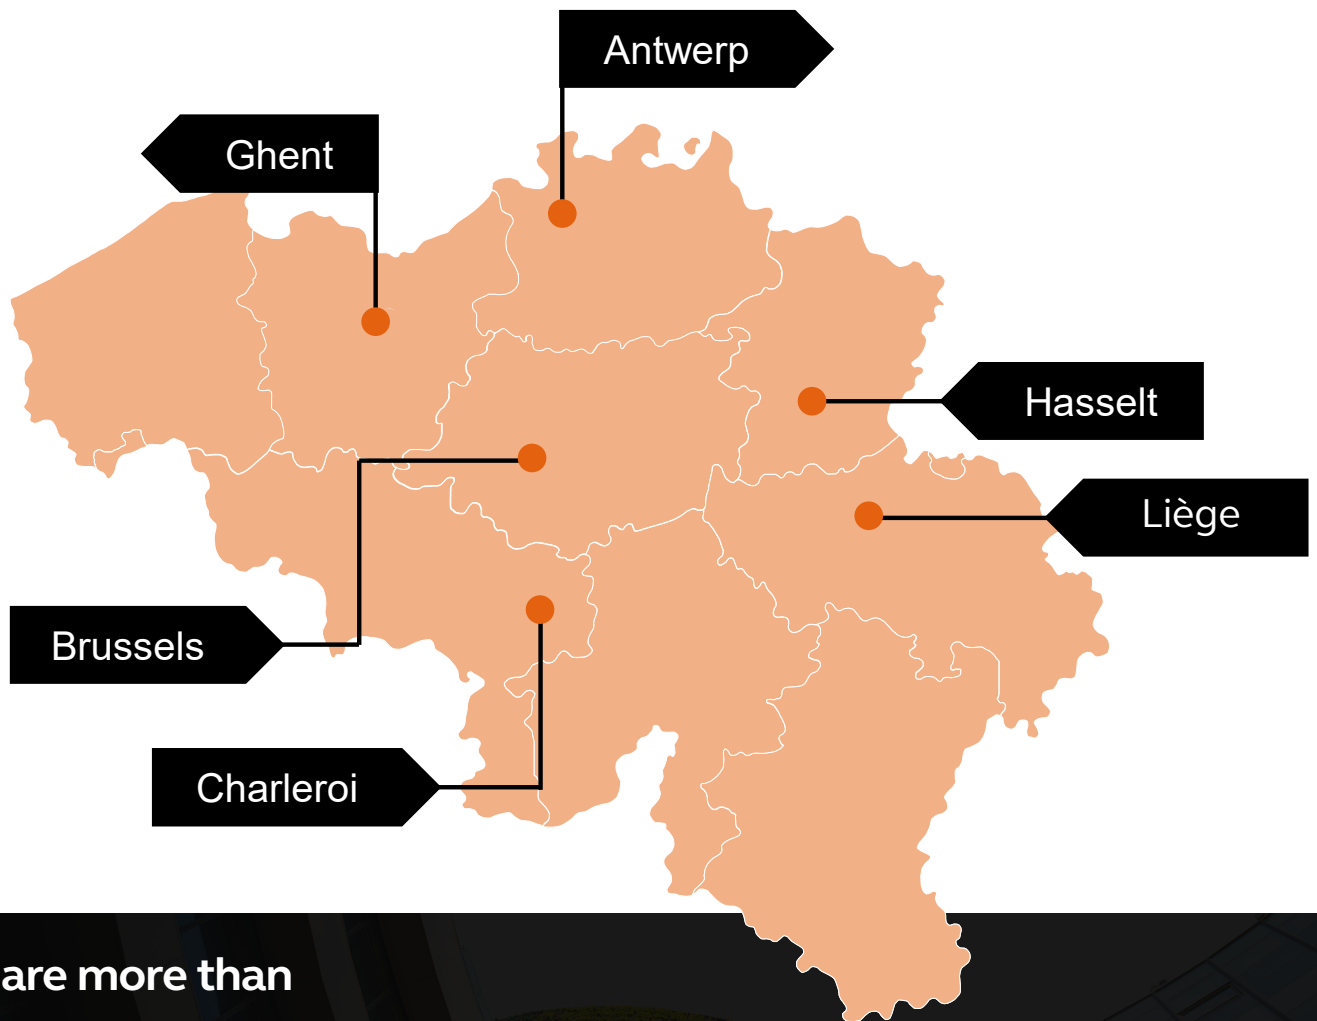 Antwerp
Ghent
Hasselt
Liège
Brussels
Charleroi
are more than